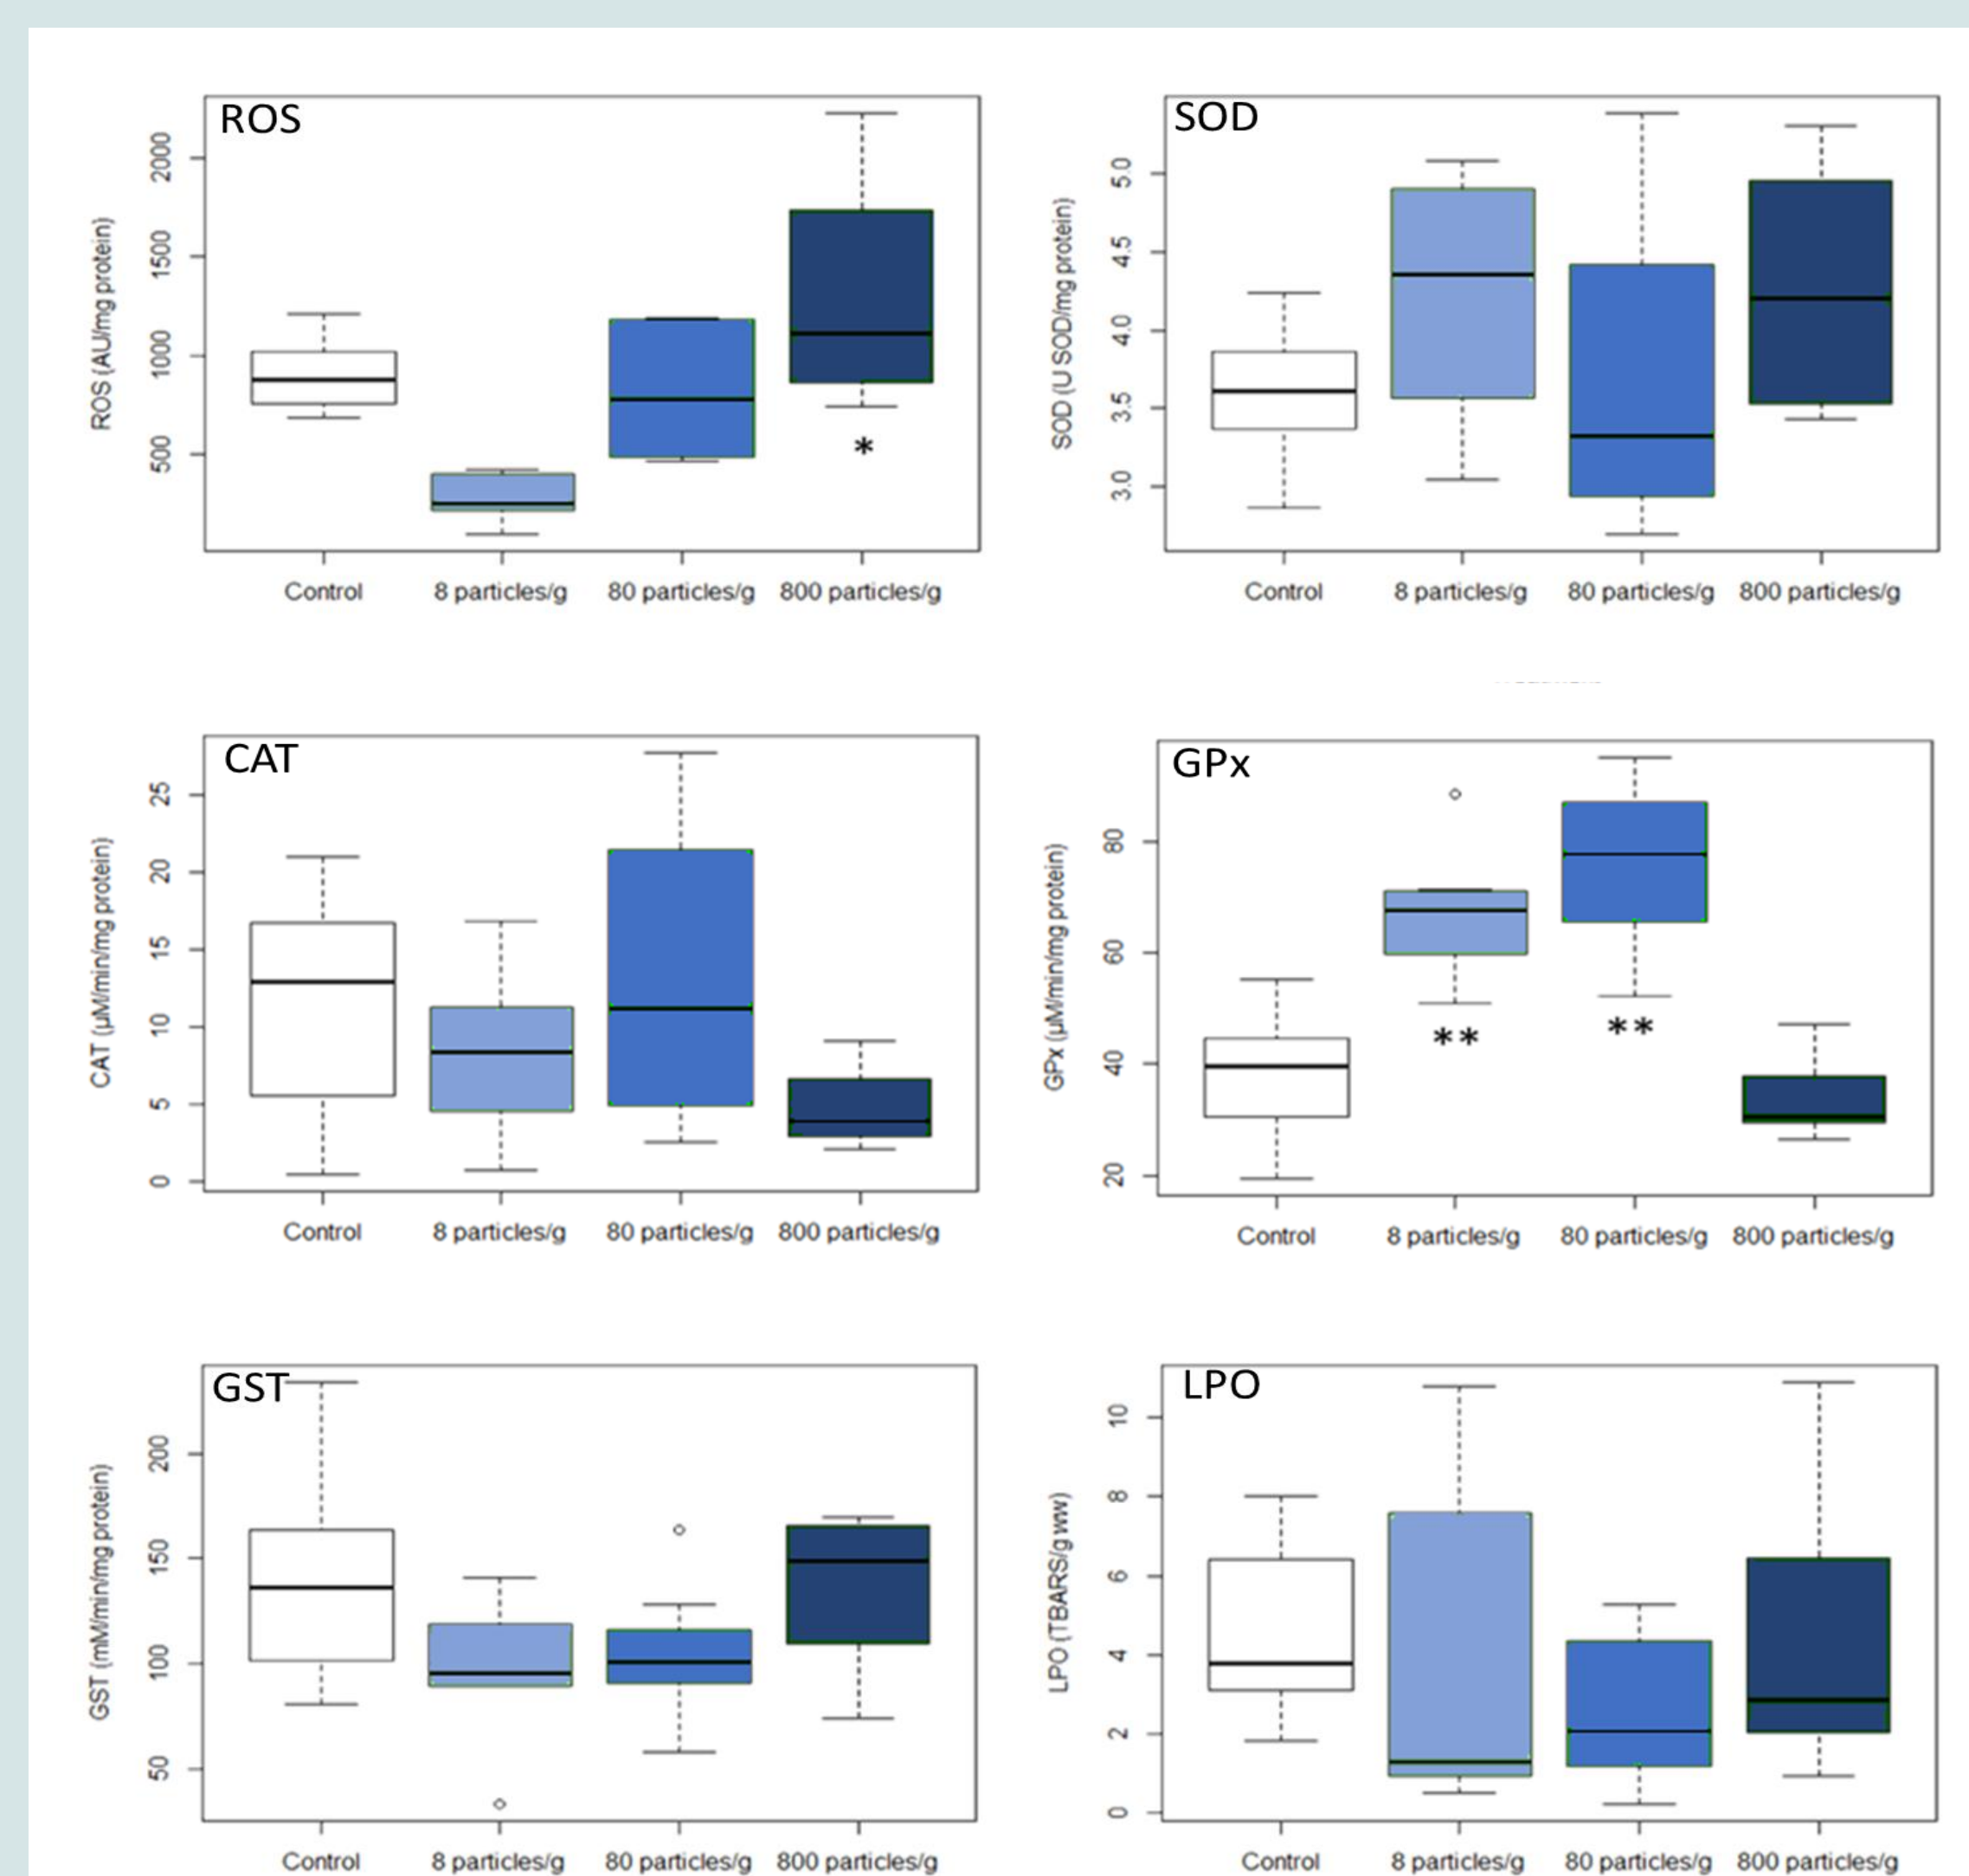 ROS
ROS (AU/mg protein)
2000
1500
1000
500
*
Control 8 particles/g 80 particles/g 800 particles/g
SOD
SOD (U SOD/mg protein)
5.0
4.5
4.0
3.5
3.0
Control 8 particles/g 80 particles/g 800 particles/g
CAT
CAT (µM/min/mg protein)
25
20
15
10
5
0
Control 8 particles/g 80 particles/g 800 particles/g
GPx
GPx (µM/min/mg protein)
80
60
40
20
** **
Control 8 particles/g 80 particles/g 800 particles/g
GST
GST (mM/min/mg protein)
200
150
100
50
Control 8 particles/g 80 particles/g 800 particles/g
LPO
LPO (TBARS/g ww)
10
8
6
4
2
0
Control 8 particles/g 80 particles/g 800 particles/g